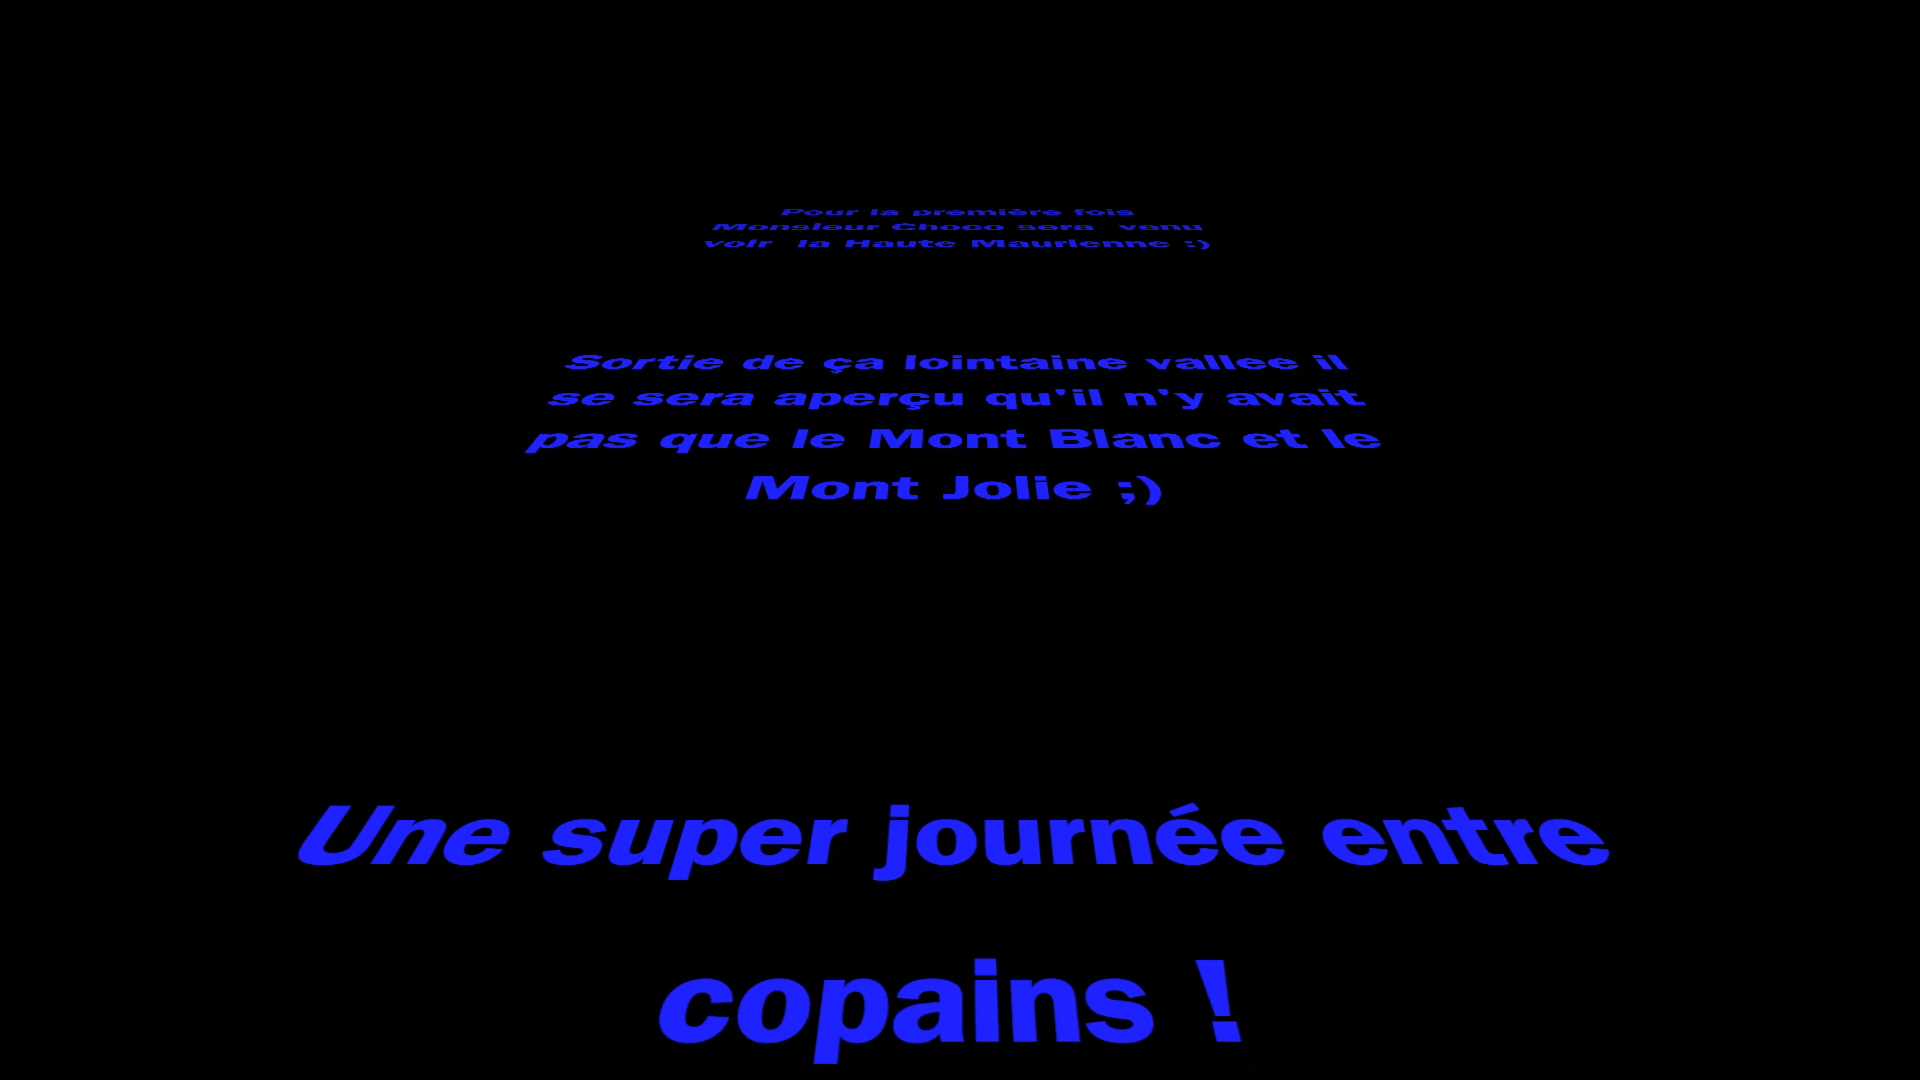 Pour la première fois
Monsieur Choco sera venu
voir la Haute Maurienne :)
Sortie de ça lointaine vallee il
se sera aperçu qu'il n'y avait
pas que le Mont Blanc et le
Mont Jolie ;)
Une super journée entre
copains !